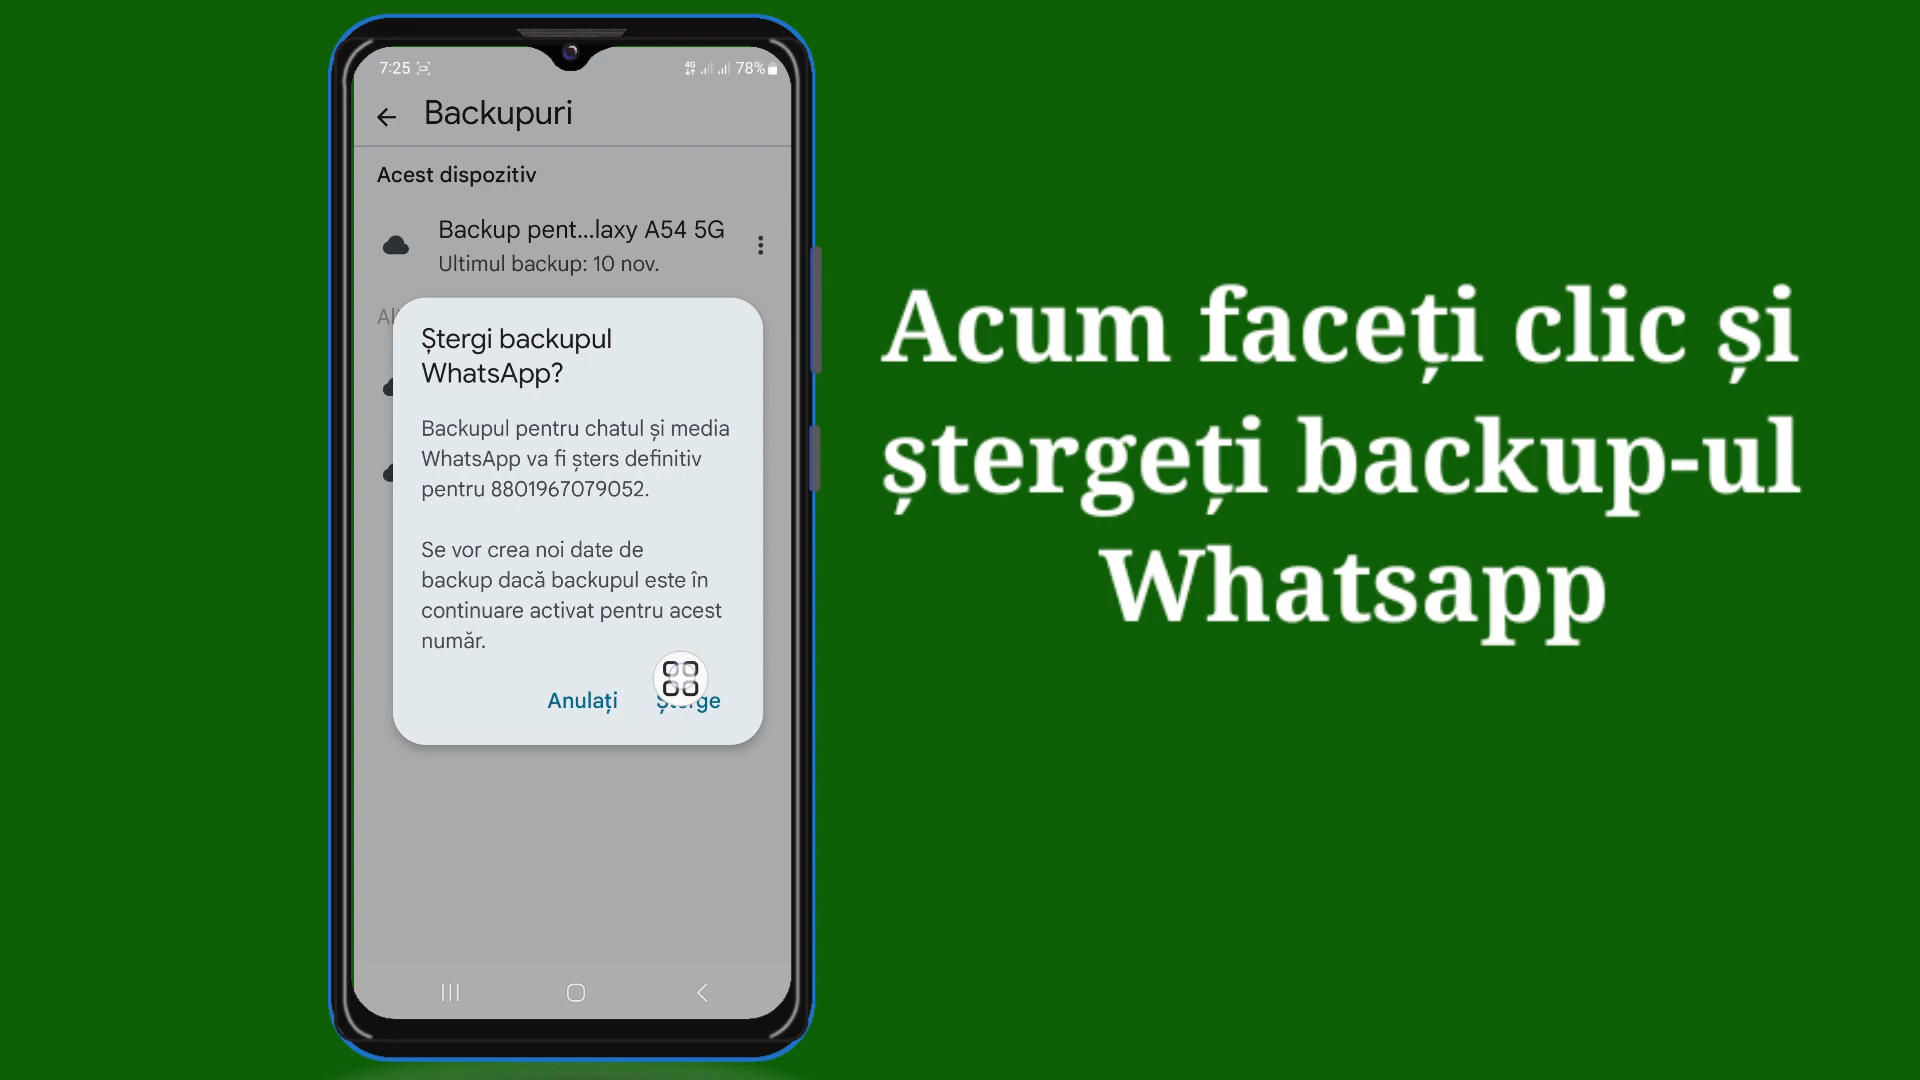 7:25
4G 78%
Backupuri
Acest dispozitiv
Backup pent...laxy A54 5G
Ultimul backup: 10 nov.
Ștergi backupul
WhatsApp?
Backupul pentru chatul și media
WhatsApp va fi șters definitiv
pentru 8801967079052.
Se vor crea noi date de
backup dacă backupul este în
continuare activat pentru acest
număr.
Anulați Șterge
Acum faceți clic și
ștergeți backup-ul
Whatsapp